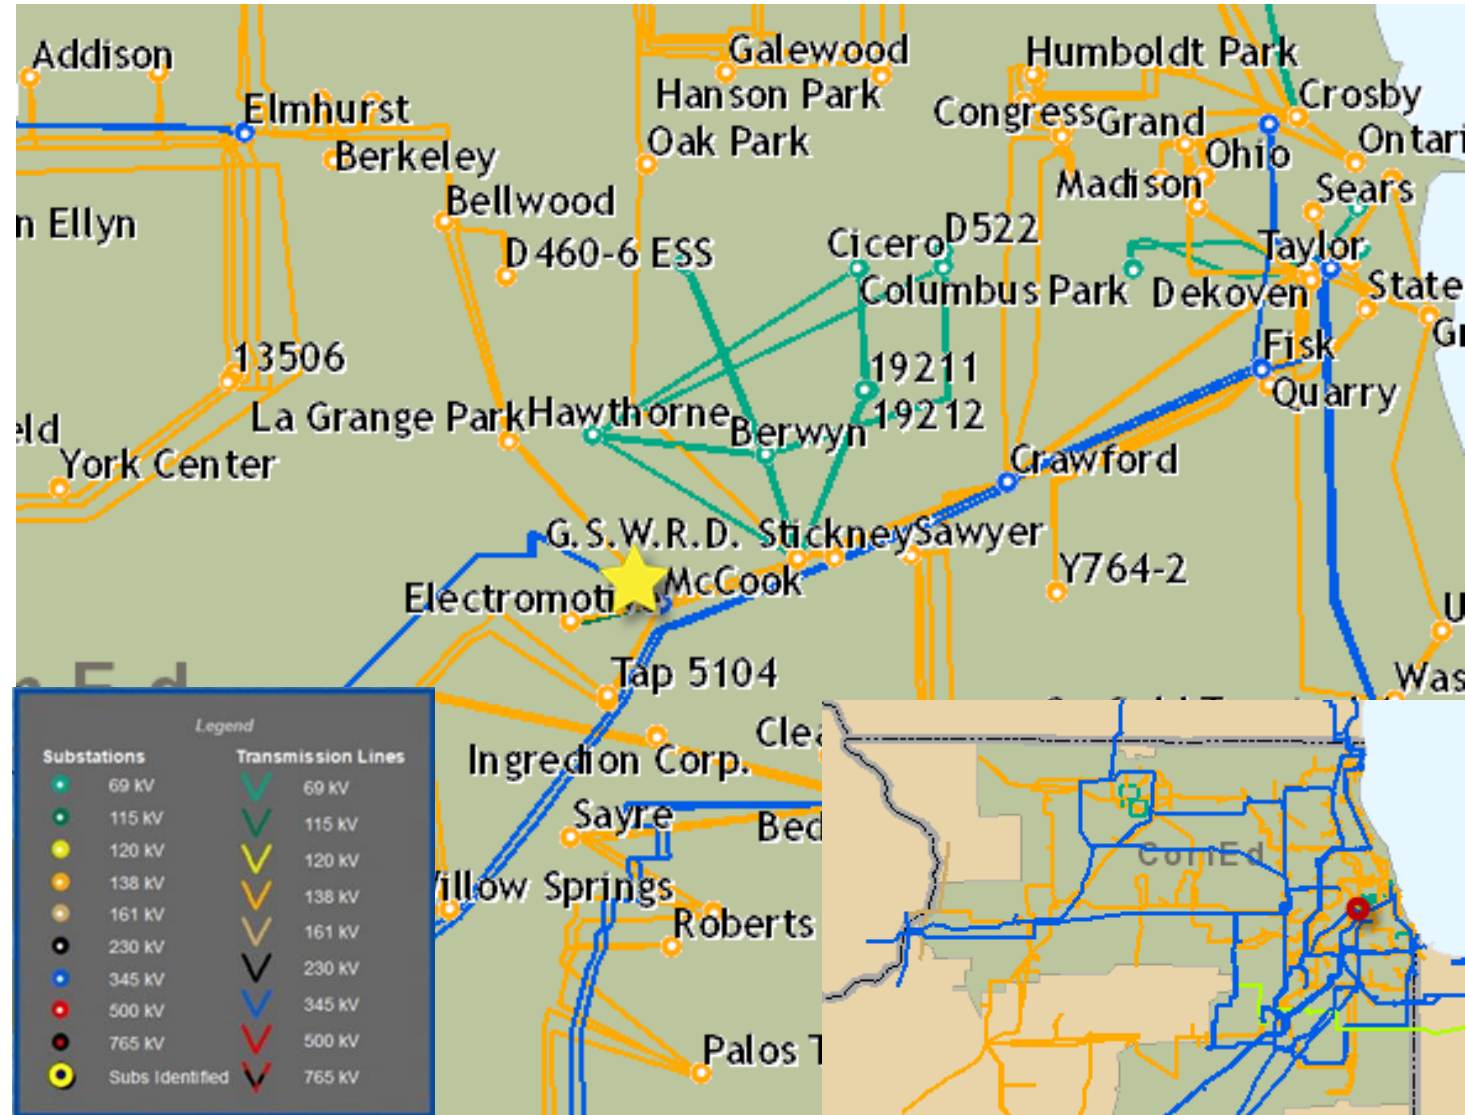 Addison
Galewood
Humboldt Park
Elmhurst
Hanson Park
Crosby
Congress
Grand
Oak Park
Ohio
Berkeley
Madison
Sears
Bellwood
n Ellyn
D460-6 ESS
Cicero
D522
Taylor
Columbus Park
Dekoven
State
Fisk
13506
19211
Quarry
La Grange Park
Hawthorne
19212
Berwyn
York Center
Crawford
G.S.W.R.D.
Stickney
Sawyer
McCook
Y764-2
Tap 5104
Ingredion Corp.
Sayre
Willow Springs
Roberts
Legend
Substations
Transmission Lines
69 kV
69 kV
115 kV
115 kV
120 kV
120 kV
138 kV
138 kV
161 kV
161 kV
230 kV
230 kV
345 kV
345 kV
500 kV
500 kV
765 kV
Subs Identified
765 kV
ComEd